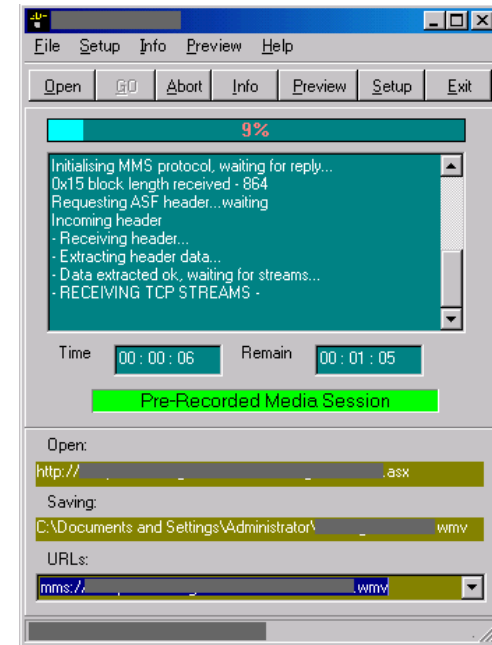 File Setup Info Preview Help
Open GO Abort Info Preview Setup Exit
9%
Initialising MMS protocol, waiting for reply...
0x15 block length received - 864
Requesting ASF header...waiting
Incoming header
- Receiving header...
- Extracting header data...
- Data extracted ok, waiting for streams...
- RECEIVING TCP STREAMS -
Time 00 : 00 : 06 Remain 00 : 01 : 05
Pre-Recorded Media Session
Open:
http:// .asx
Saving:
C:\Documents and Settings\Administrator\ wmv
URLs:
mms:// .wmv